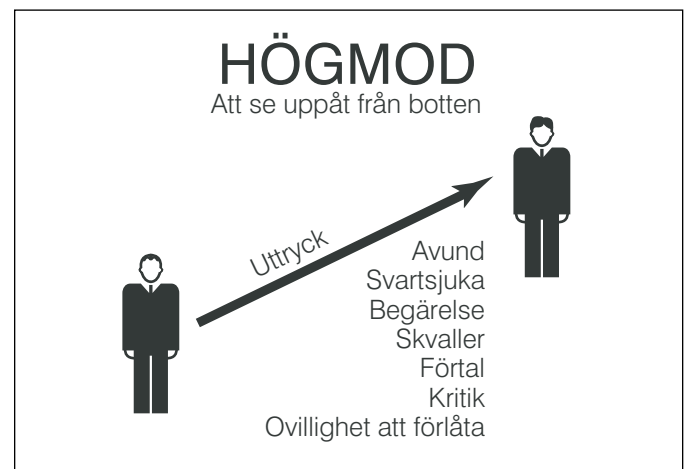 HÖGMOD
Att se uppåt från botten
Uttryck
Avund
Svartsjuka
Begärelse
Skvaller
Förtal
Kritik
Ovillighet att förlåta